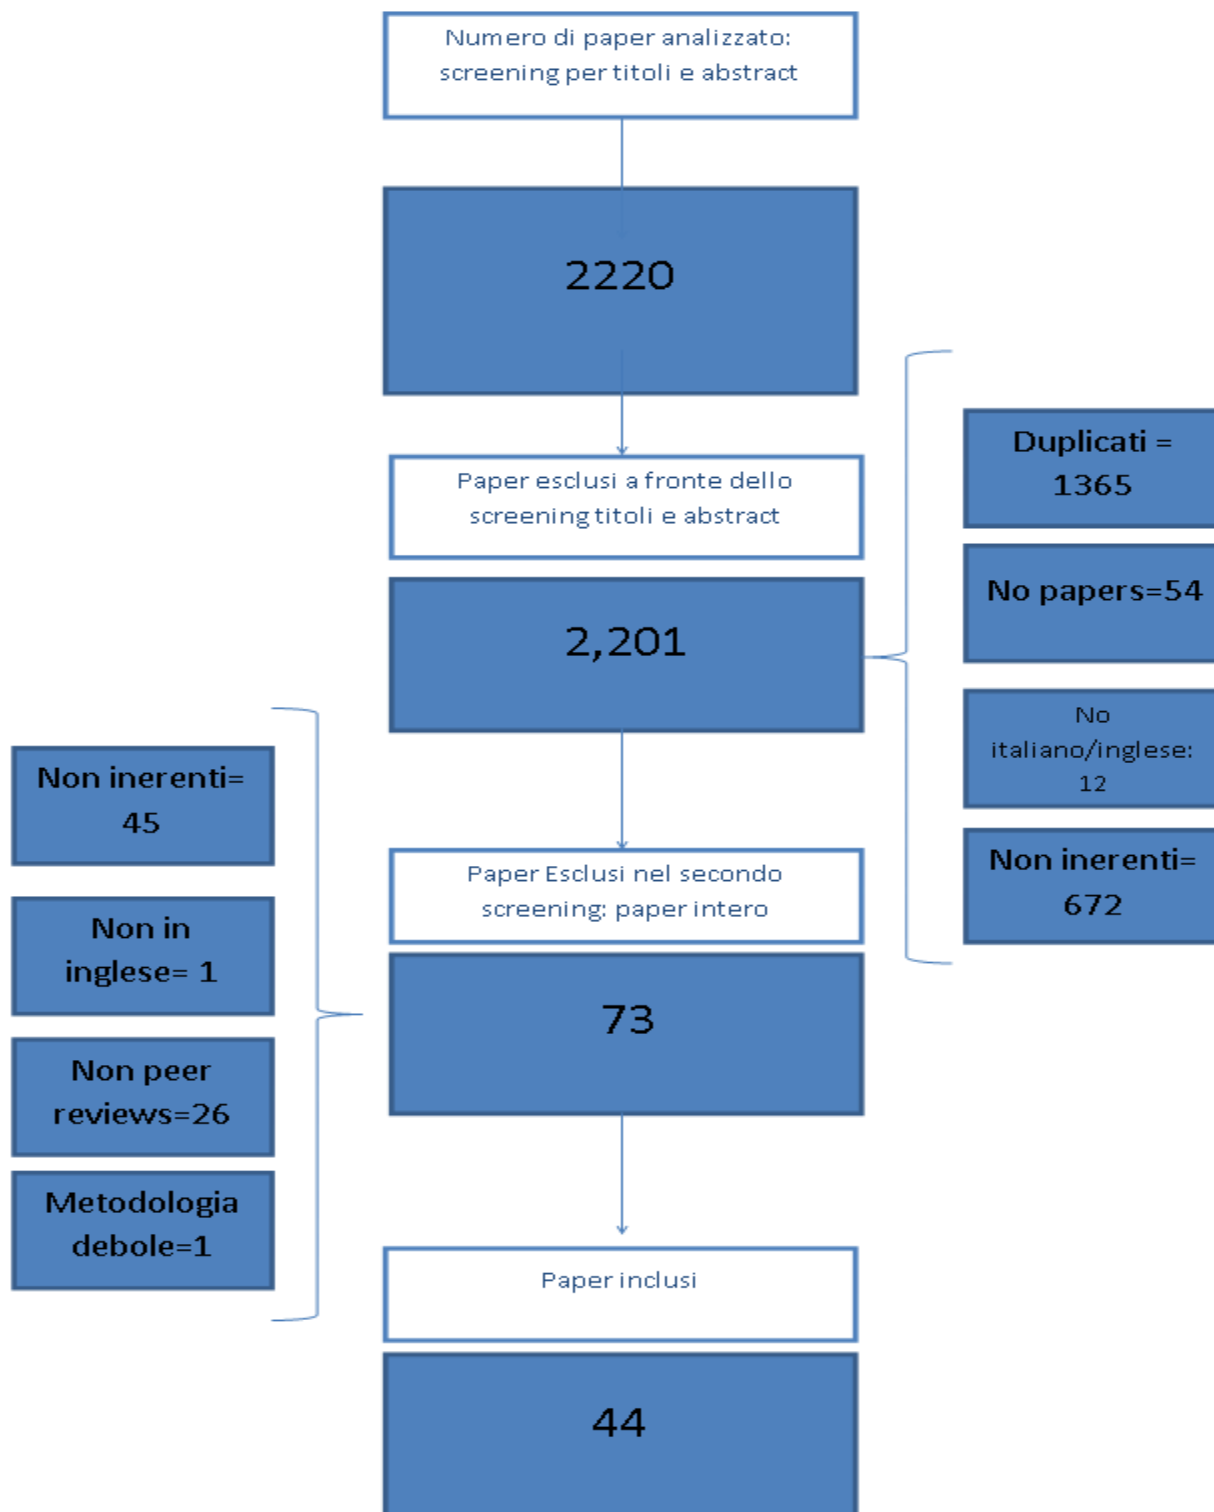 Numero di paper analizzato:
screening per titoli e abstract
2220
Paper esclusi a fronte dello
screening titoli e abstract
2,201
Duplicati =
1365
No papers=54
No
italiano/inglese:
12
Non inerenti=
672
Paper Esclusi nel secondo
screening: paper intero
73
Non inerenti=
45
Non in
inglese= 1
Non peer
reviews=26
Metodologia
debole=1
Paper inclusi
44